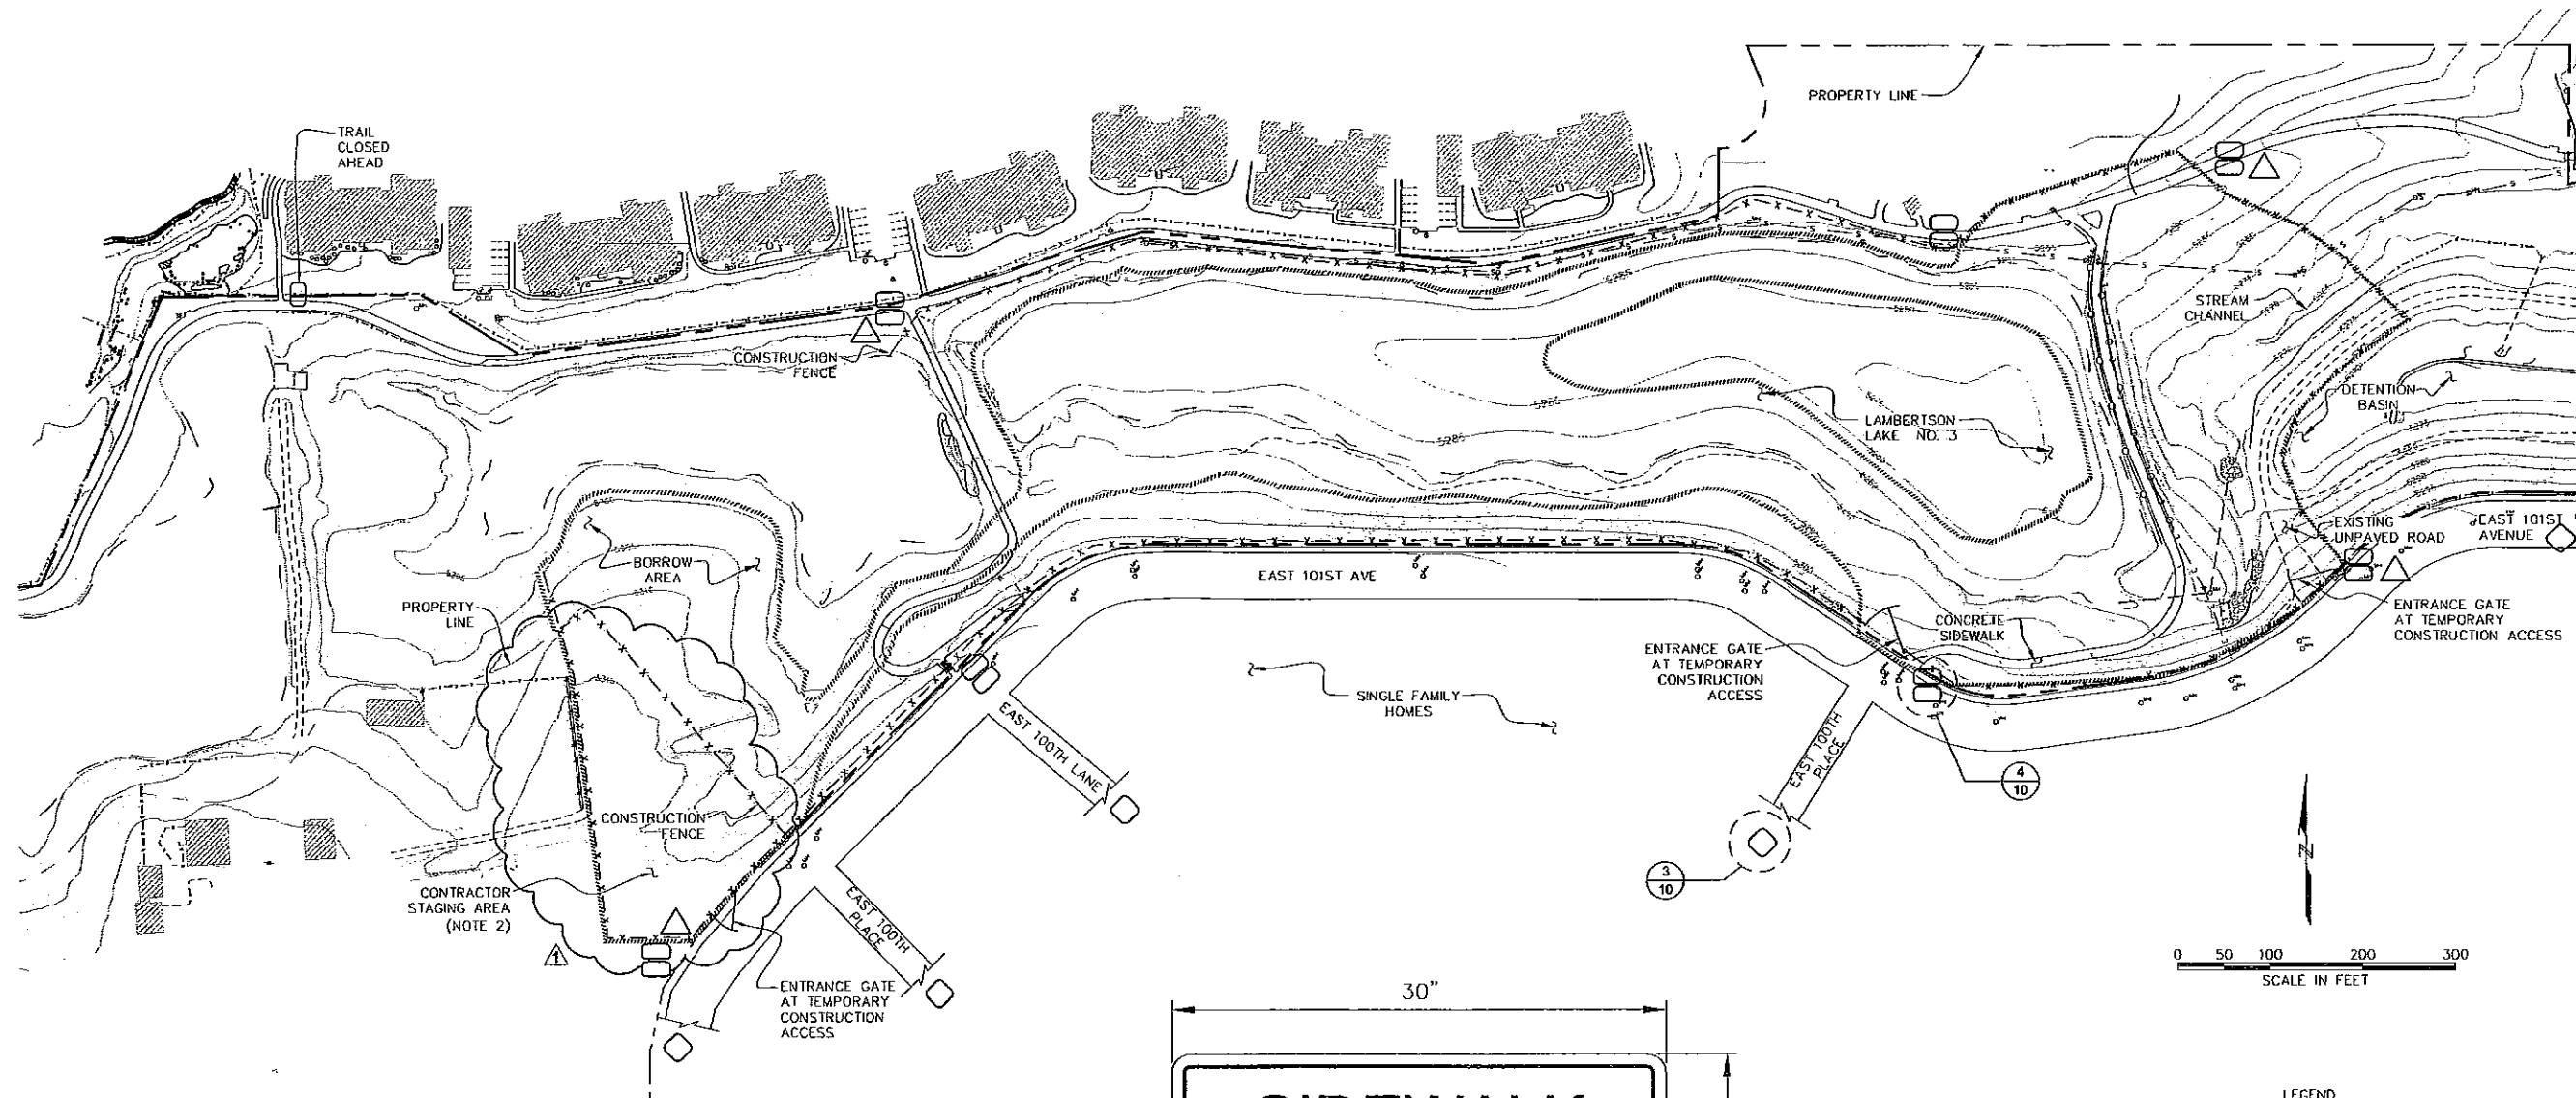 PROPERTY LINE
TRAIL
CLOSED
AHEAD
CONSTRUCTION
FENCE
STREAM
CHANNEL
DETENTION
BASIN
LAMBERTSON
LAKE NO. 3
5285
5285
EXISTING
UNPAVED ROAD
EAST 101ST
AVENUE
BORROW
AREA
EAST 101ST AVE
PROPERTY
LINE
CONCRETE
SIDEWALK
ENTRANCE GATE
AT TEMPORARY
CONSTRUCTION ACCESS
ENTRANCE GATE
AT TEMPORARY
CONSTRUCTION
ACCESS
SINGLE FAMILY
HOMES
EAST 100TH LANE
EAST 100TH
PLACE
4
10
CONSTRUCTION
FENCE
3
10
CONTRACTOR
STAGING AREA
(NOTE 2)
1
EAST 100TH
PLACE
N
0 50 100 200 300
SCALE IN FEET
ENTRANCE GATE
AT TEMPORARY
CONSTRUCTION
ACCESS
30"
SIDEWALK
LEGEND